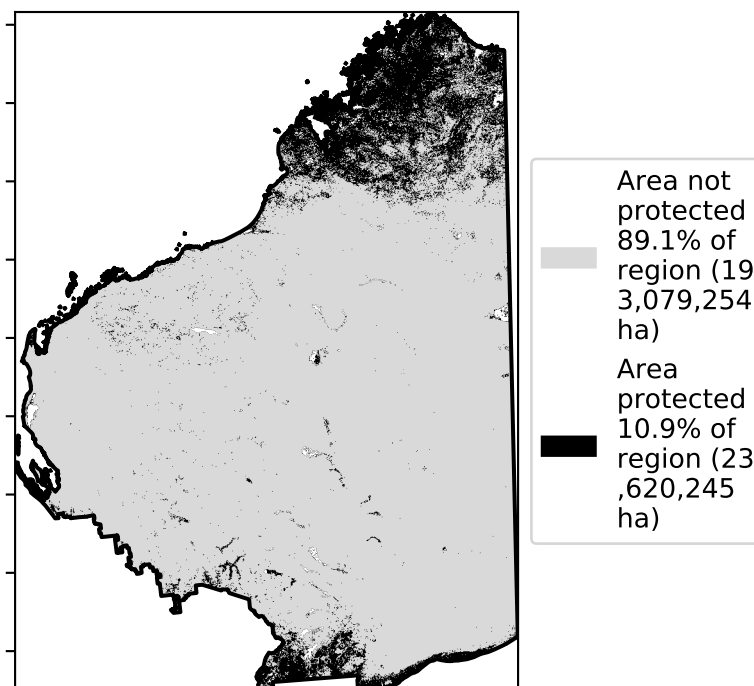 Area not
protected
89.1% of
region (19
3,079,254
ha)
Area
protected
10.9% of
region (23
,620,245
ha)